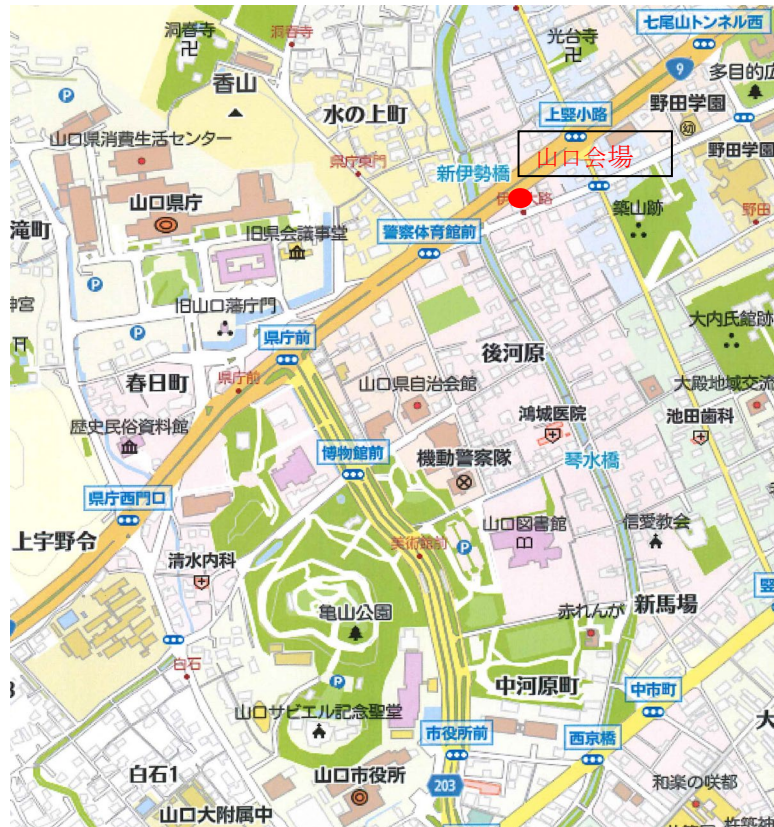 七尾山トンネル西
洞春寺
洞春寺
光台寺
9
多目的広
香山
水の上町
上竪小路
野田学園
山口県消費生活センター
県庁東門
山口会場
野田学園
新伊勢橋
山口県庁
築山跡
野田
滝町
旧県会議事堂
警察体育館前
神宮
旧山口藩庁門
大内氏館跡
県庁前
後河原
春日町
県庁前
山口県自治会館
大殿地域交流
歴史民俗資料館
鴻城医院
池田歯科
博物館前
機動警察隊
琴水橋
県庁西門口
山口図書館
信愛教会
上宇野令
美術館前
清水内科
亀山公園
赤れんが
新馬場
白石
中河原町
中市町
山口サビエル記念聖堂
市役所前
西京橋
大
白石1
山口市役所
203
和楽の咲都
山口大附属中